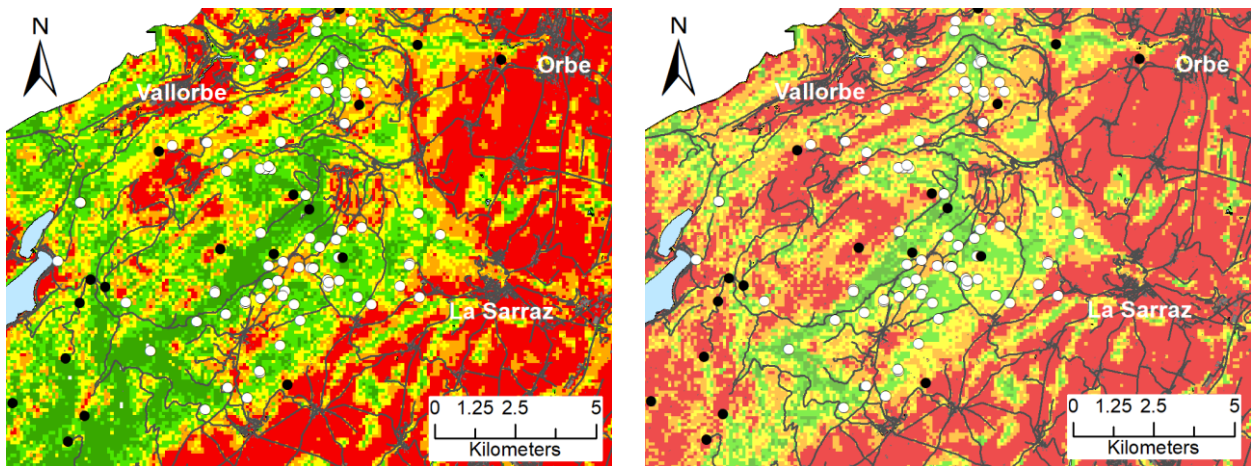 N
Vallorbe
Orbe
La Sarraz
0 1.25 2.5 5
Kilometers
N
Vallorbe
Orbe
La Sarraz
0 1.25 2.5 5
Kilometers